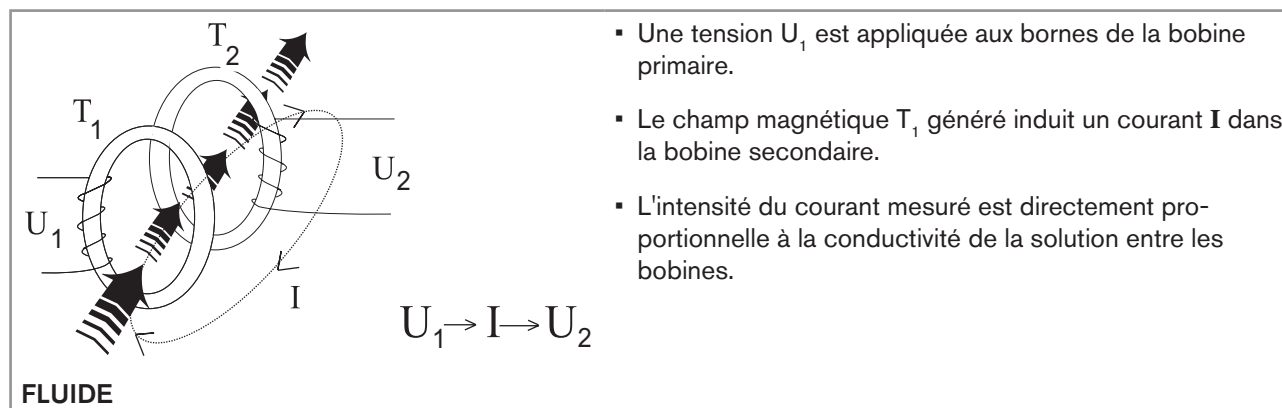 T2
T1
U1
U2
I
U1→I→U2
FLUIDE
▪ Une tension U1 est appliquée aux bornes de la bobine
primaire.
▪ Le champ magnétique T1 généré induit un courant I dans
la bobine secondaire.
▪ L'intensité du courant mesuré est directement pro-
portionnelle à la conductivité de la solution entre les
bobines.